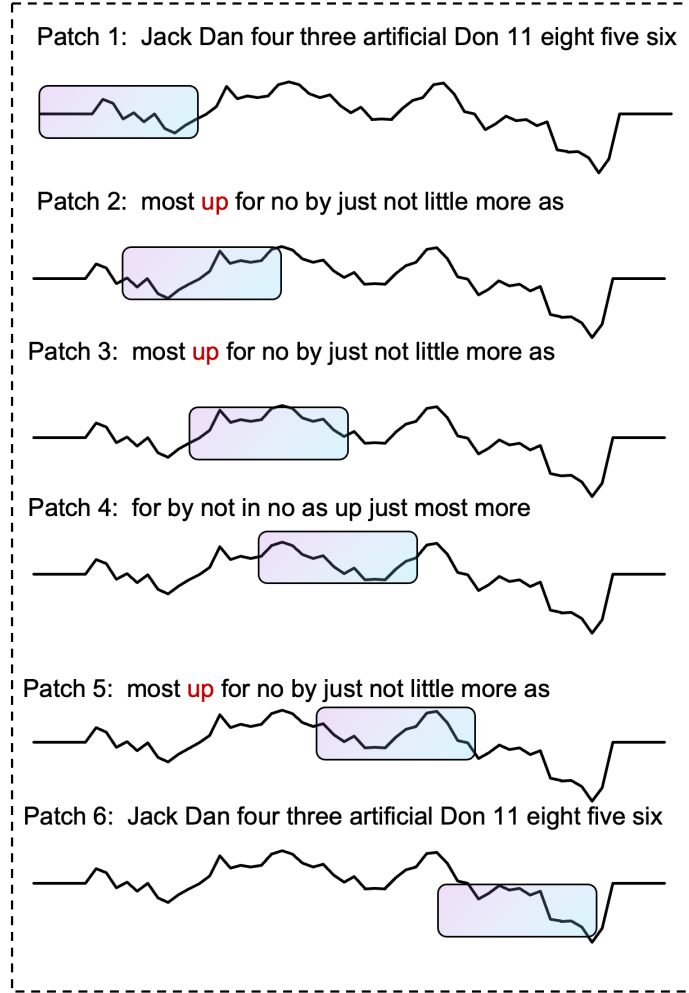 Patch 1: Jack Dan four three artificial Don 11 eight five six
Patch 2: most up for no by just not little more as
Patch 3: most up for no by just not little more as
Patch 4: for by not in no as up just most more
Patch 5: most up for no by just not little more as
Patch 6: Jack Dan four three artificial Don 11 eight five six